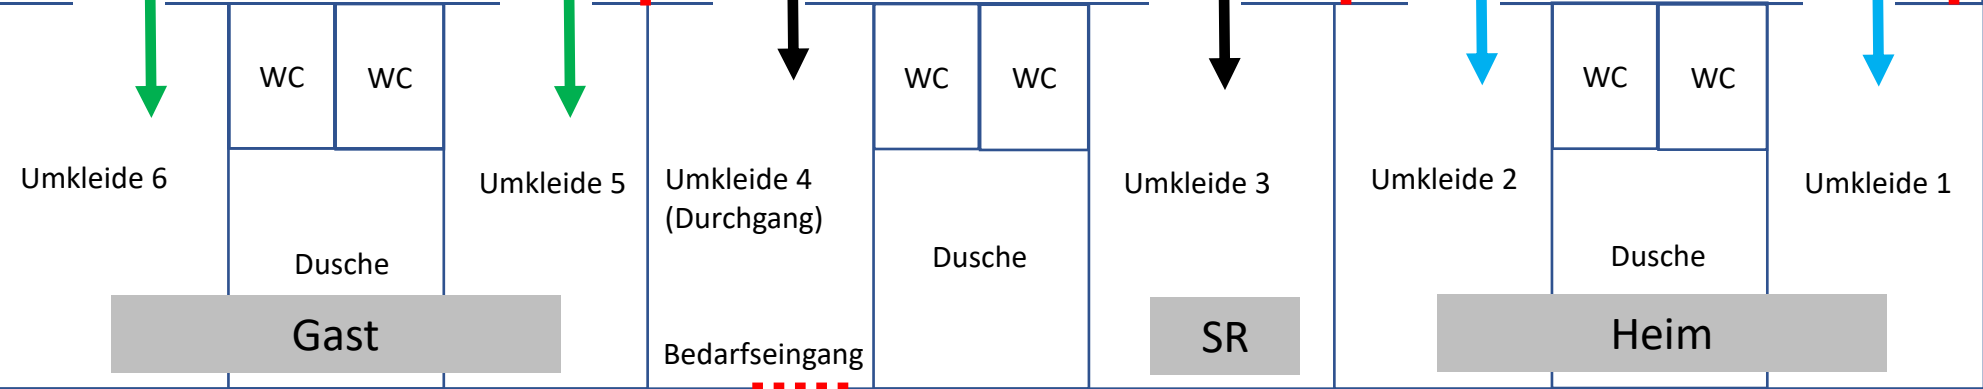 WC
WC
WC
WC
WC
WC
Umkleide 6
Umkleide 5
Umkleide 4
(Durchgang)
Umkleide 3
Umkleide 2
Umkleide 1
Dusche
Dusche
Dusche
Gast
Bedarfseingang
SR
Heim